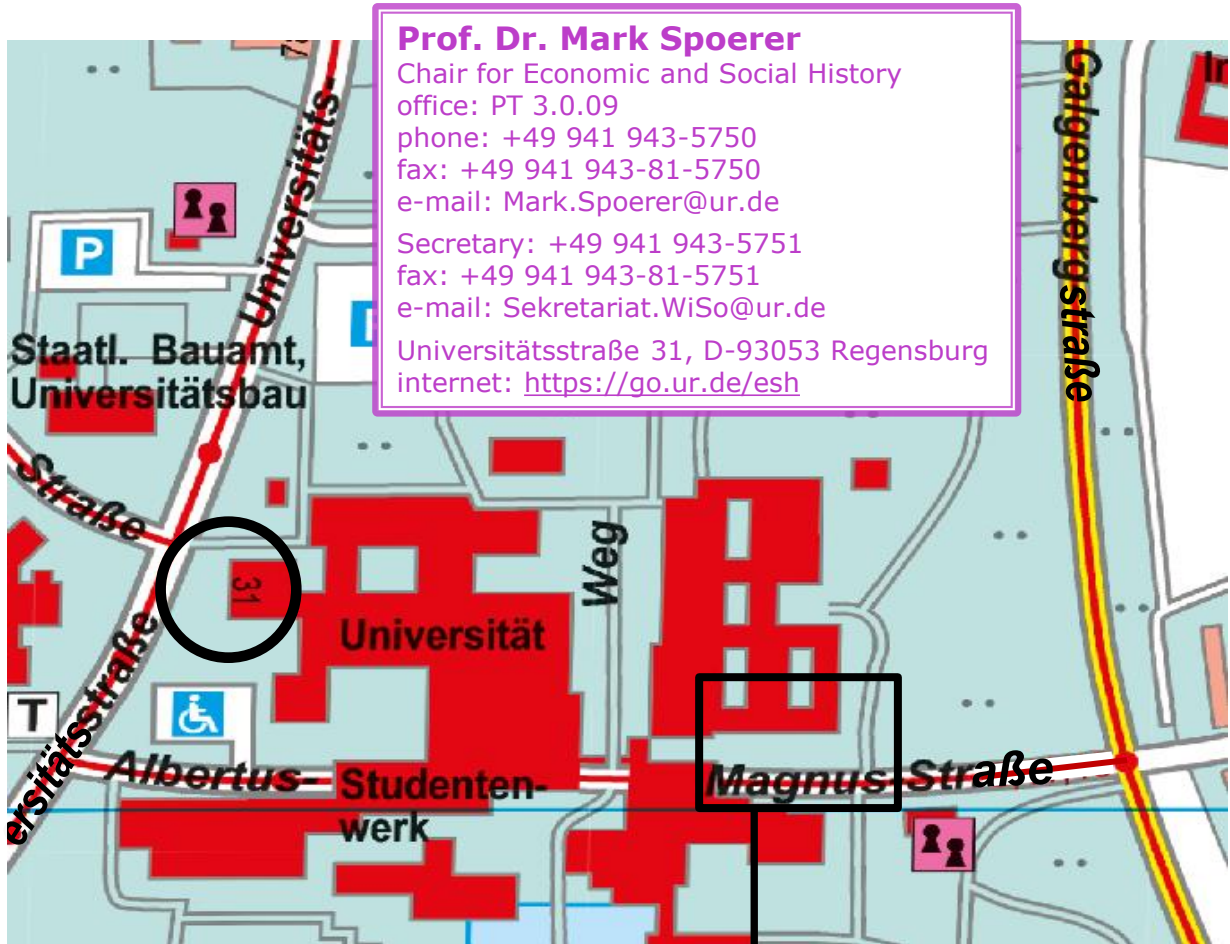 Prof. Dr. Mark Spoerer
Chair for Economic and Social History
office: PT 3.0.09
phone: +49 941 943-5750
fax: +49 941 943-81-5750
e-mail: Mark.Spoerer@ur.de
Secretary: +49 941 943-5751
fax: +49 941 943-81-5751
e-mail: Sekretariat.WiSo@ur.de
Universitätsstraße 31, D-93053 Regensburg
internet: https://go.ur.de/esh
Universitäts-
Galgenbergstraße
In
P
Staatl. Bauamt,
Universitätsbau
Straße
31
Weg
Universität
ersitätsstraße
T
Albertus-
Magnus-Straße
Studenten-
werk